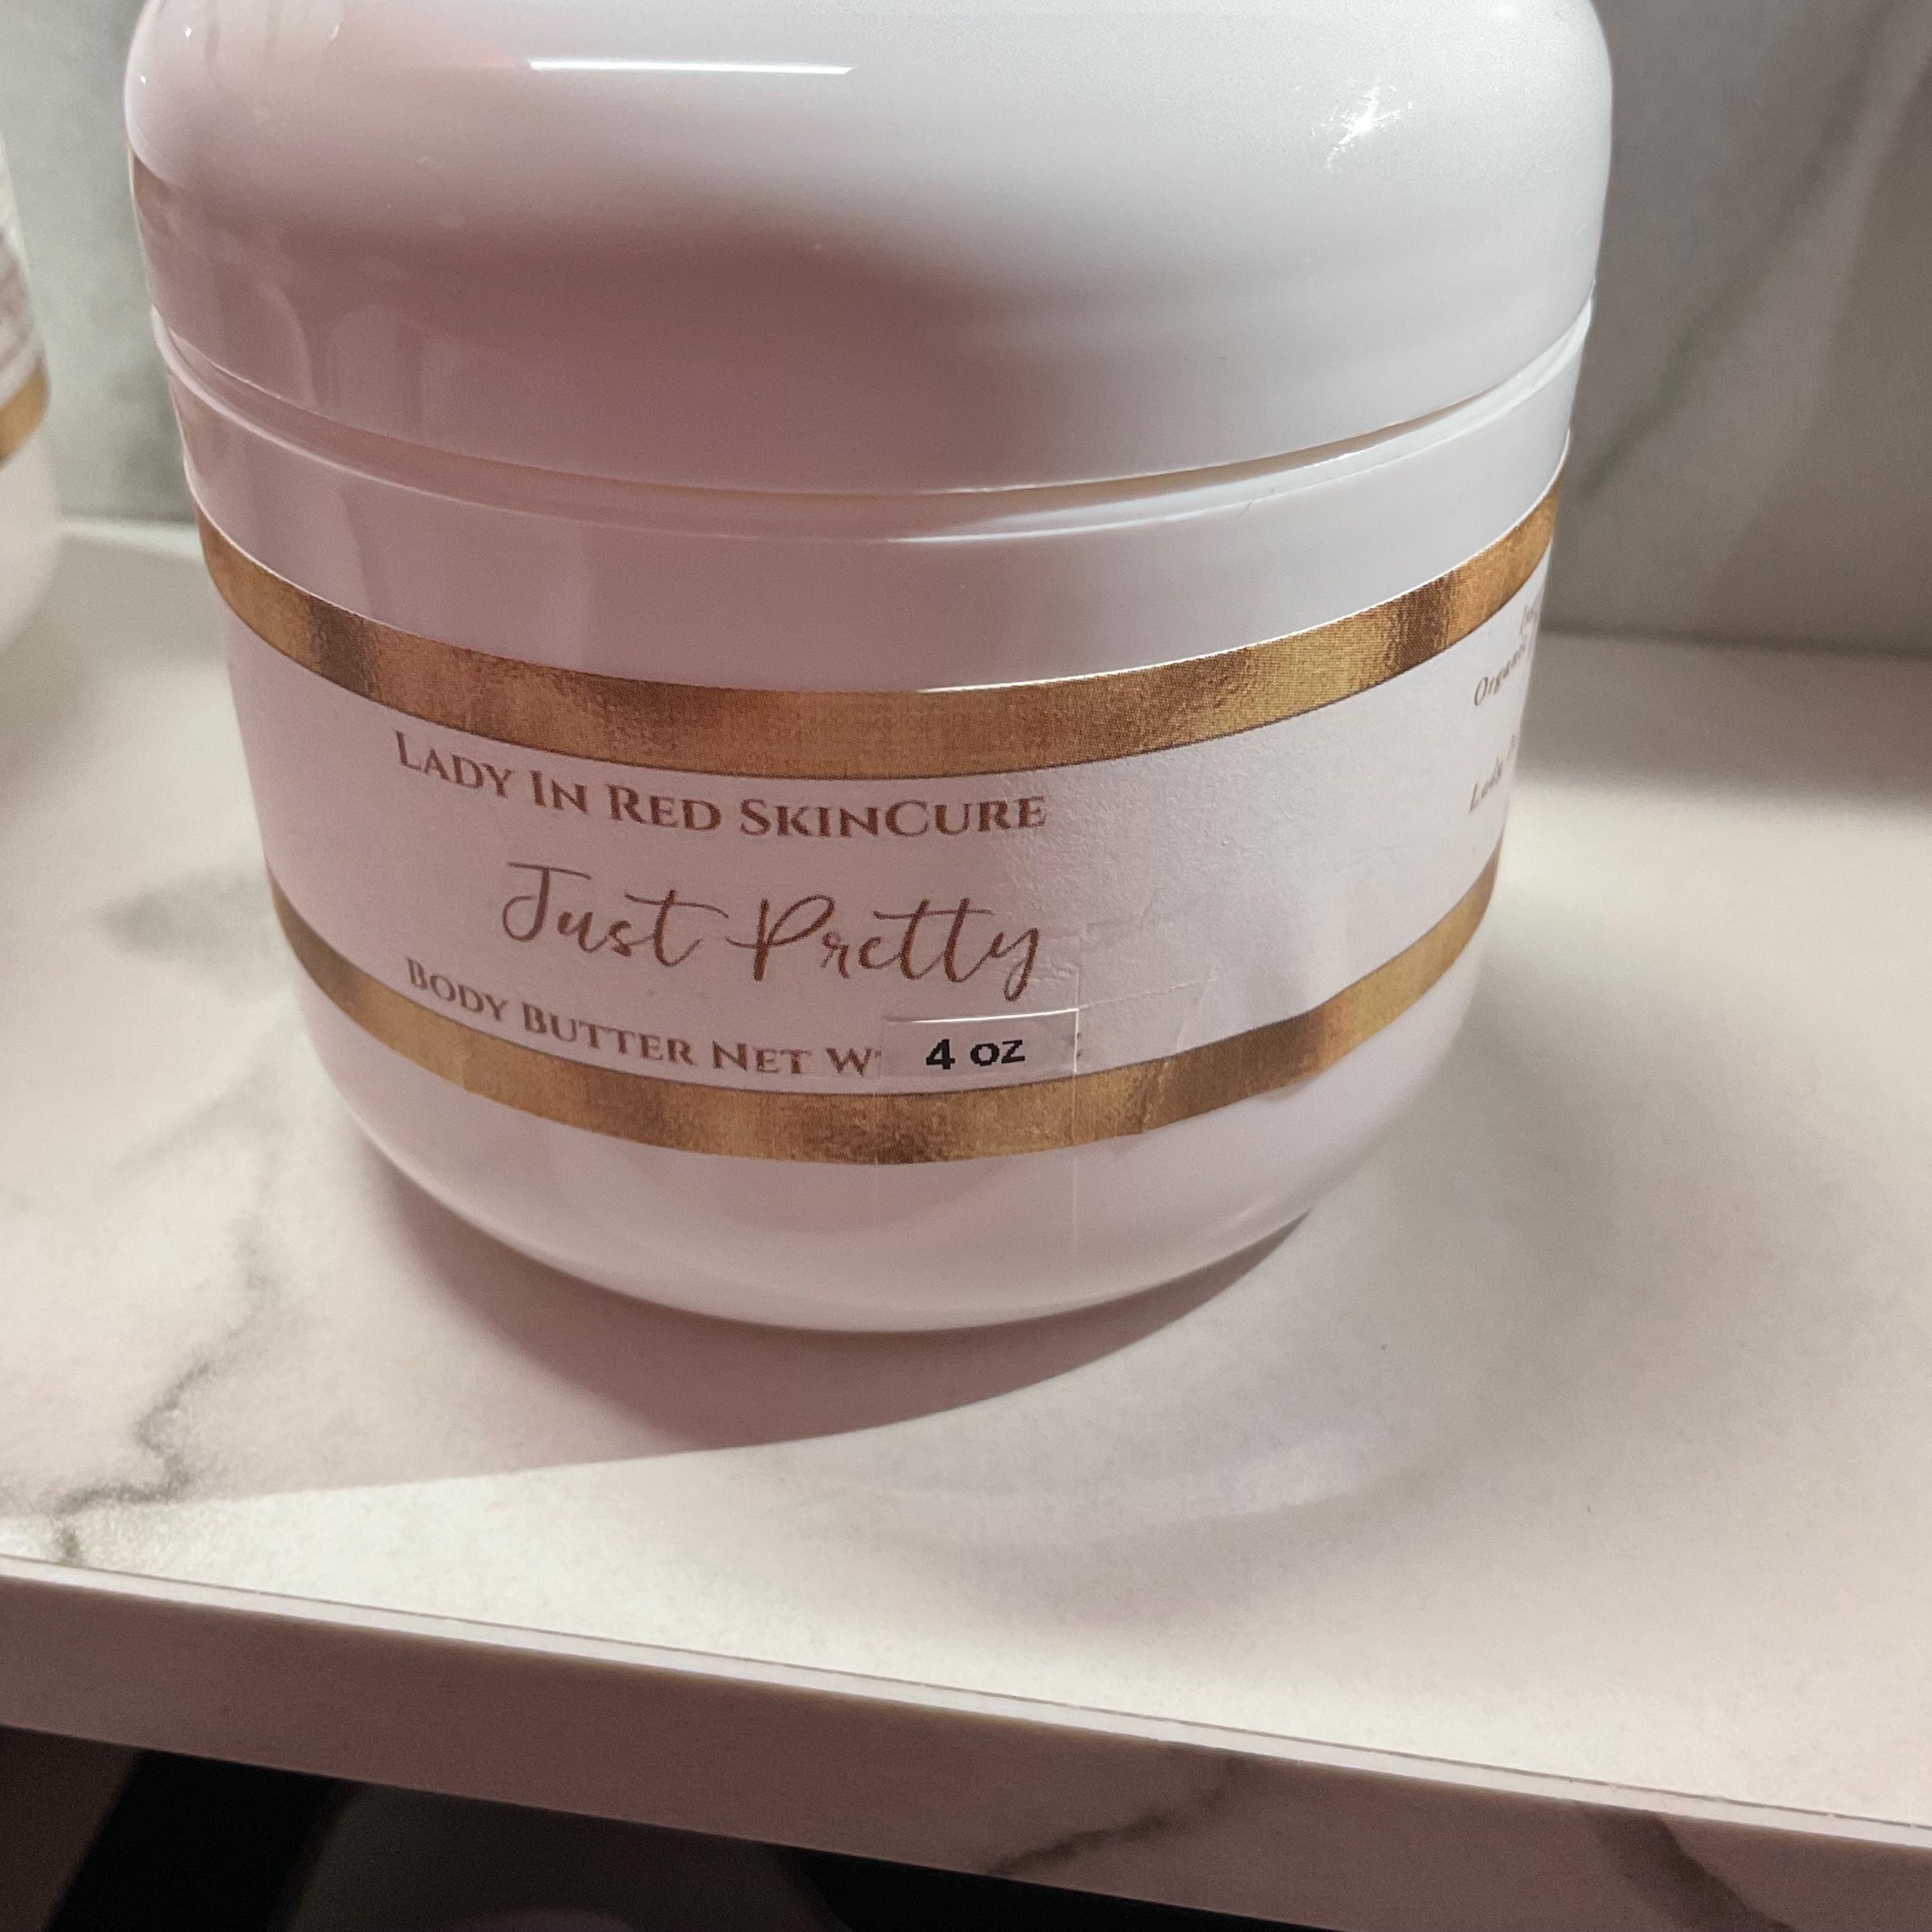 LADY IN RED SKINCURE
Just Pretty
BODY BUTTER NET W 4 oz